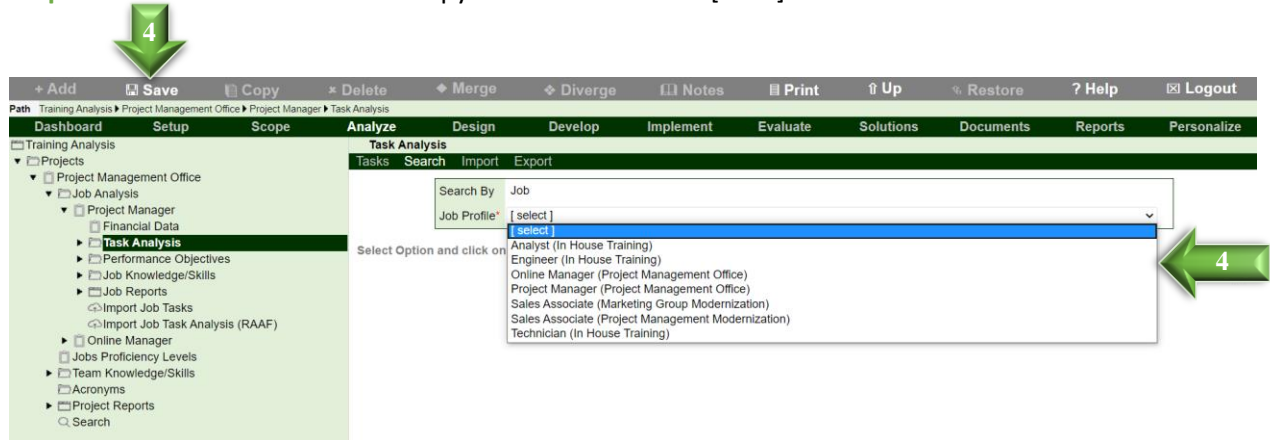 4
+ Add Save Copy × Delete Merge Diverge Notes Print Up Restore ? Help Logout
Path Training Analysis Project Management Office Project Manager Task Analysis
Dashboard Setup Scope Analyze Design Develop Implement Evaluate Solutions Documents Reports Personalize
Training Analysis
Task Analysis
Projects
Tasks Search Import Export
Project Management Office
Job Analysis
Project Manager
Financial Data
Task Analysis
Performance Objectives
Job Knowledge/Skills
Job Reports
Import Job Tasks
Import Job Task Analysis (RAAF)
Online Manager
Jobs Proficiency Levels
Team Knowledge/Skills
Acronyms
Project Reports
Search
Search By Job
Job Profile* [ select ]
[ select ]
Select Option and click on
Analyst (In House Training)
Engineer (In House Training)
Online Manager (Project Management Office)
Project Manager (Project Management Office)
Sales Associate (Marketing Group Modernization)
Sales Associate (Project Management Modernization)
Technician (In House Training)
4